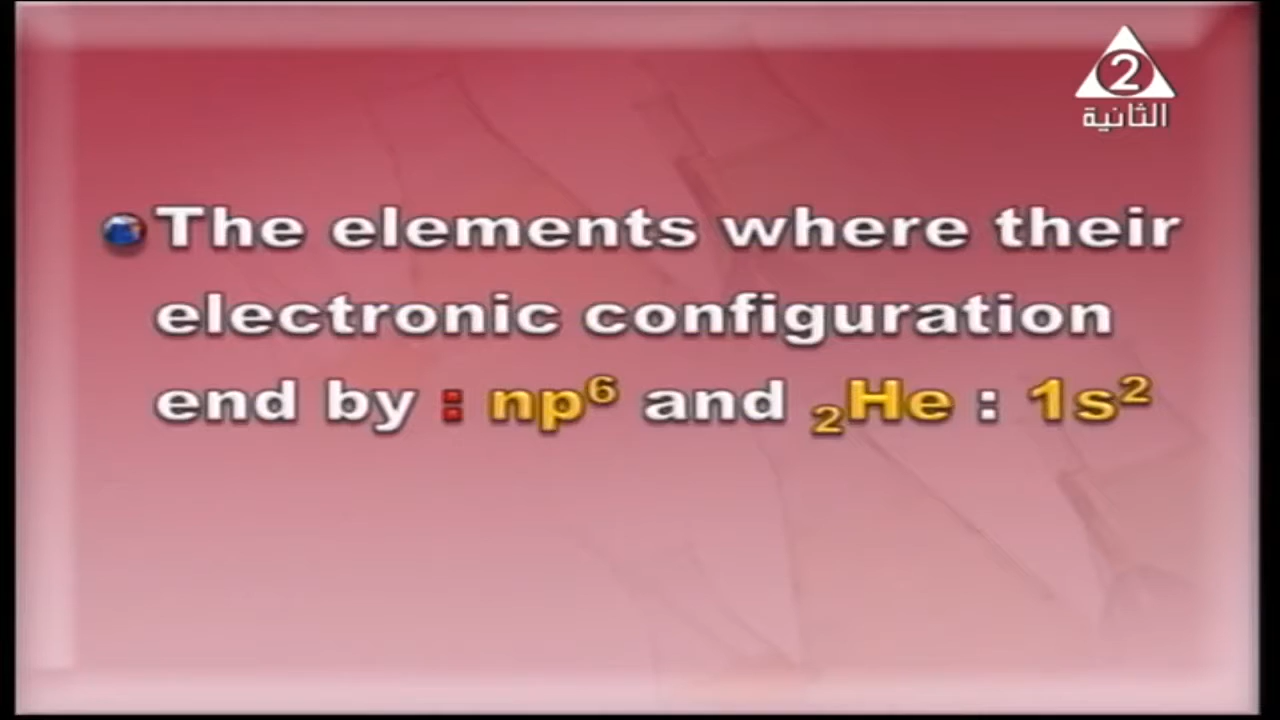 2
الثانية
The elements where their
electronic configuration
end by : np⁶ and ₂He : 1s²